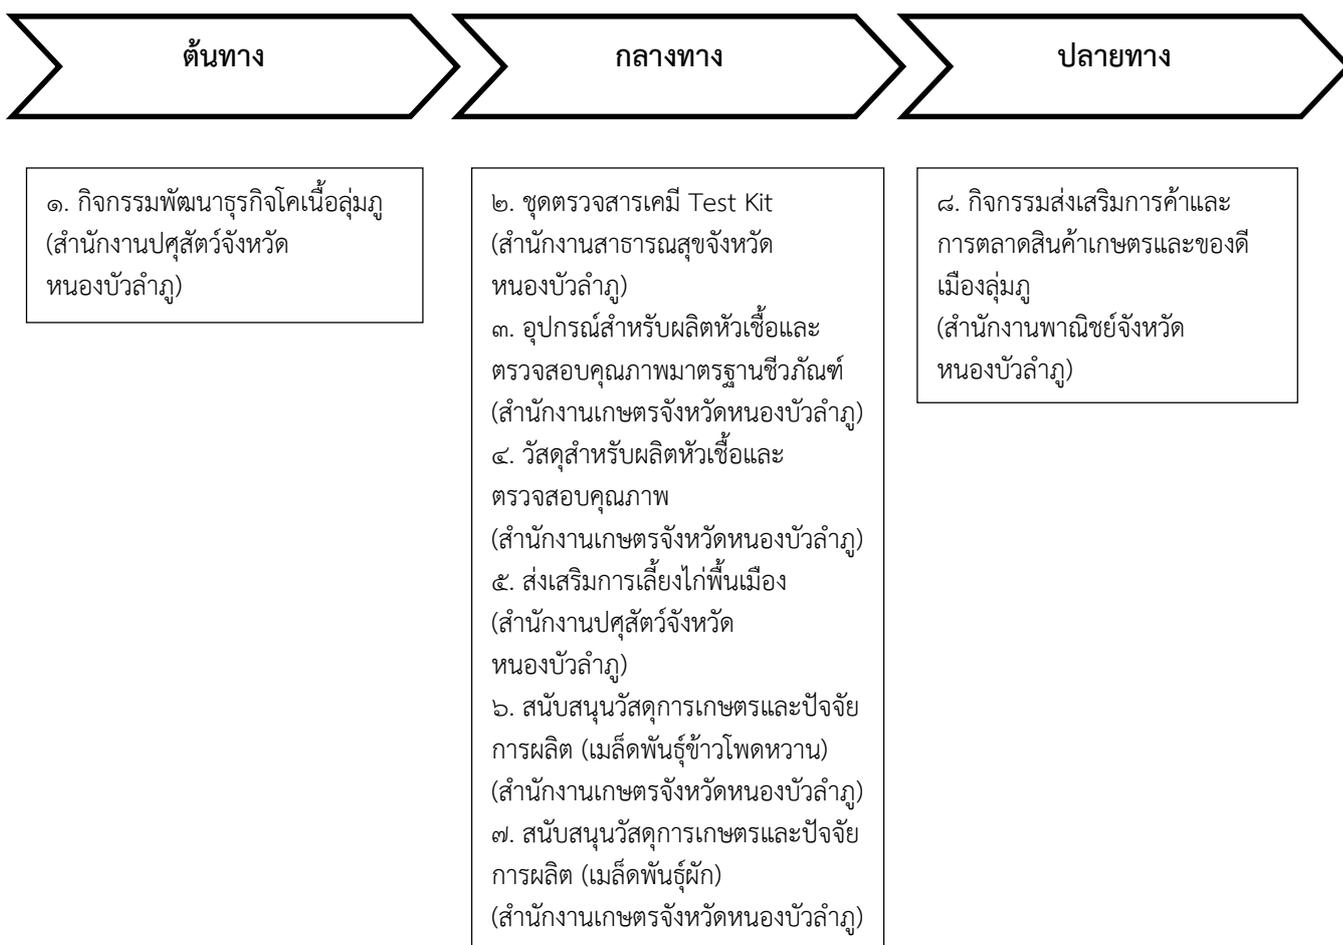 ต้นทาง
กลางทาง
ปลายทาง
๑. กิจกรรมพัฒนาธุรกิจโคเนื้อลุ่มภู
(สำนักงานปศุสัตว์จังหวัด
หนองบัวลำภู)
๒. ชุดตรวจสารเคมี Test Kit
(สำนักงานสาธารณสุขจังหวัด
หนองบัวลำภู)
๓. อุปกรณ์สำหรับผลิตหัวเชื้อและ
ตรวจสอบคุณภาพมาตรฐานชีวภัณฑ์
(สำนักงานเกษตรจังหวัดหนองบัวลำภู)
๔. วัสดุสำหรับผลิตหัวเชื้อและ
ตรวจสอบคุณภาพ
(สำนักงานเกษตรจังหวัดหนองบัวลำภู)
๕. ส่งเสริมการเลี้ยงไก่พื้นเมือง
(สำนักงานปศุสัตว์จังหวัด
หนองบัวลำภู)
๖. สนับสนุนวัสดุการเกษตรและปัจจัย
การผลิต (เมล็ดพันธุ์ข้าวโพดหวาน)
(สำนักงานเกษตรจังหวัดหนองบัวลำภู)
๗. สนับสนุนวัสดุการเกษตรและปัจจัย
การผลิต (เมล็ดพันธุ์ผัก)
(สำนักงานเกษตรจังหวัดหนองบัวลำภู)
๘. กิจกรรมส่งเสริมการค้าและ
การตลาดสินค้าเกษตรและของดี
เมืองลุ่มภู
(สำนักงานพาณิชย์จังหวัด
หนองบัวลำภู)